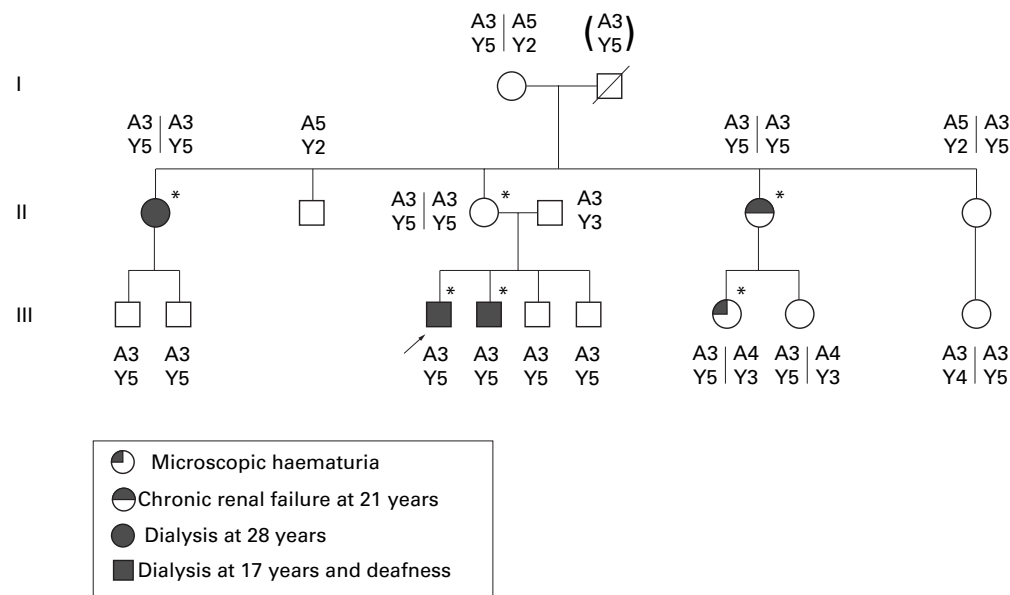 A3 | A5 (A3)
Y5 | Y2 (Y5)
I
A3 | A3 A5 A3 | A3 A5 | A3
Y5 | Y5 Y2 Y5 | Y5 Y2 | Y5
* * *
II A3 | A3 A3
Y5 | Y5 Y3
* * *
III
A3 A3 A3 A3 A3 A3 A3 | A4 A3 | A4 A3 | A3
Y5 Y5 Y5 Y5 Y5 Y5 Y5 | Y3 Y5 | Y3 Y4 | Y5
Microscopic haematuria
Chronic renal failure at 21 years
Dialysis at 28 years
Dialysis at 17 years and deafness